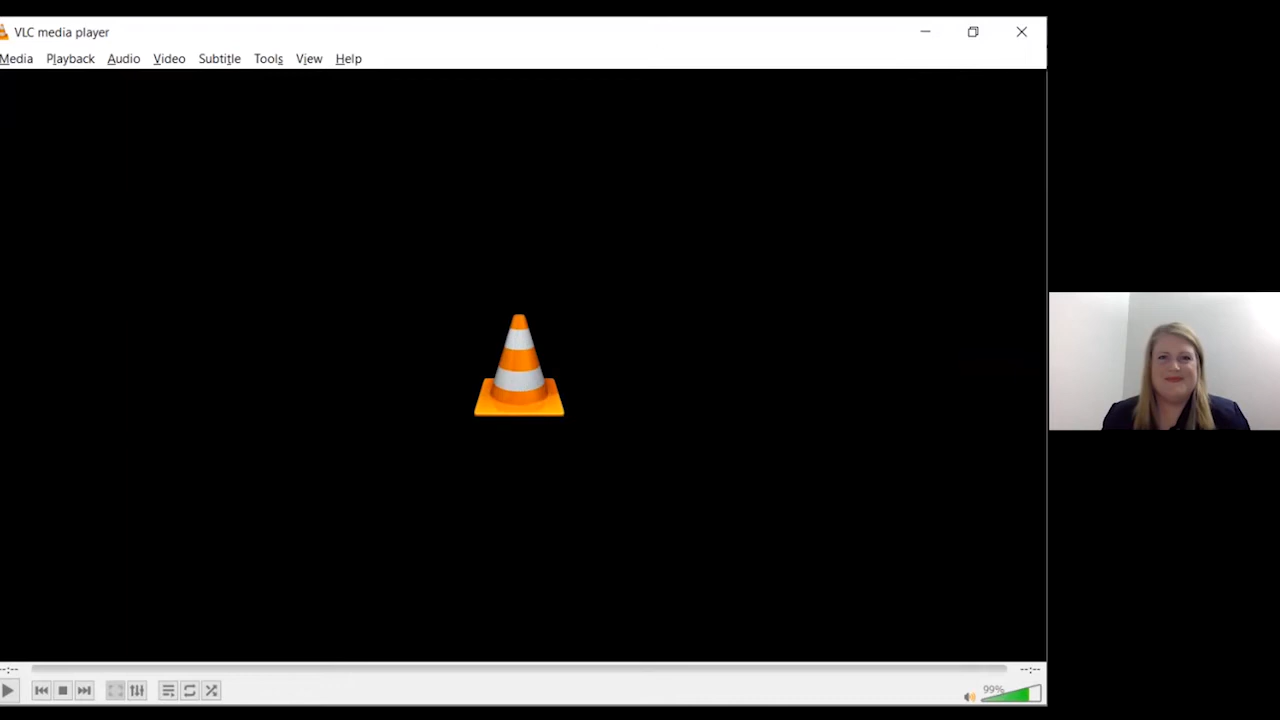 VLC media player
Media Playback Audio Video Subtitle Tools View Help
--:-- --:--
99%